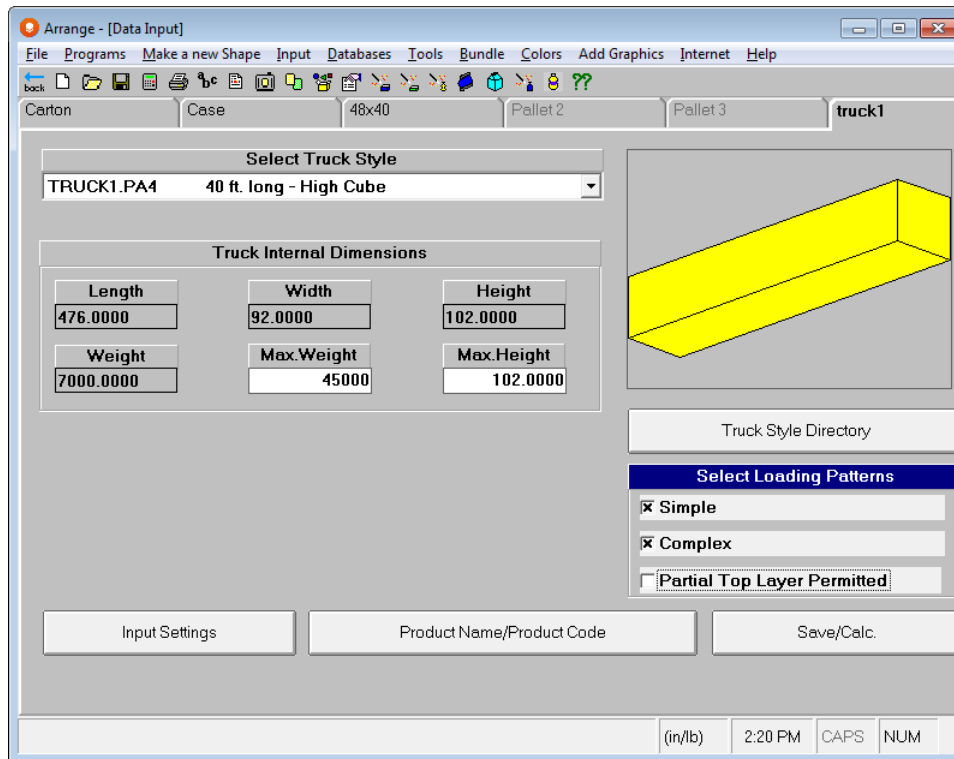 Arrange - [Data Input]
File Programs Make a new Shape Input Databases Tools Bundle Colors Add Graphics Internet Help
back abc ??
Carton Case 48x40 Pallet 2 Pallet 3 truck1
Select Truck Style
TRUCK1.PA4 40 ft. long - High Cube
Truck Internal Dimensions
Length Width Height
476.0000 92.0000 102.0000
Weight Max.Weight Max.Height
7000.0000 45000 102.0000
Truck Style Directory
Select Loading Patterns
Simple
Complex
Partial Top Layer Permitted
Input Settings Product Name/Product Code Save/Calc.
(in/lb) 2:20 PM CAPS NUM